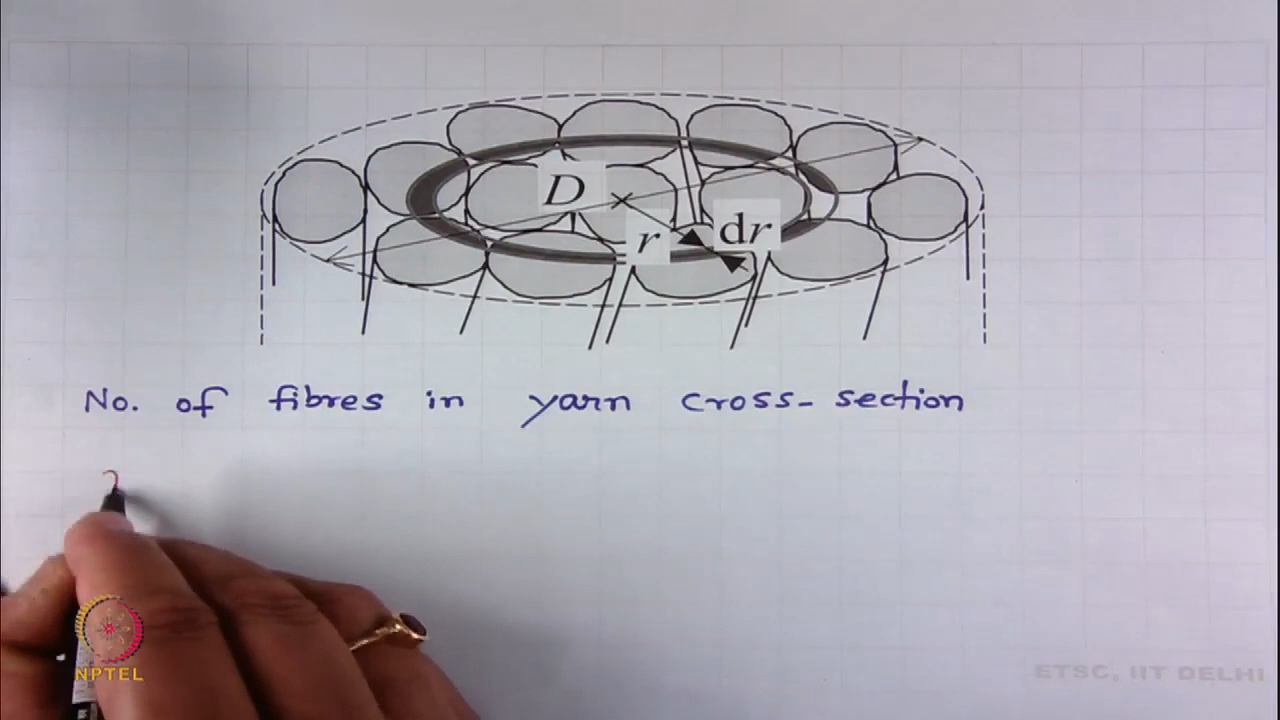 D
r
dr
No. of fibres in yarn cross-section
NPTEL
ETSC, IIT DELHI